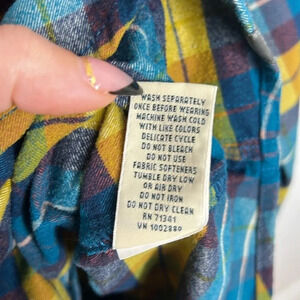 WASH SEPARATELY
ONCE BEFORE WEARING
MACHINE WASH COLD
WITH LIKE COLORS
DELICATE CYCLE
DO NOT BLEACH
DO NOT USE
FABRIC SOFTENERS
TUMBLE DRY LOW
OR AIR DRY
DO NOT IRON
DO NOT DRY CLEAN
RN 71341
VN 1002880